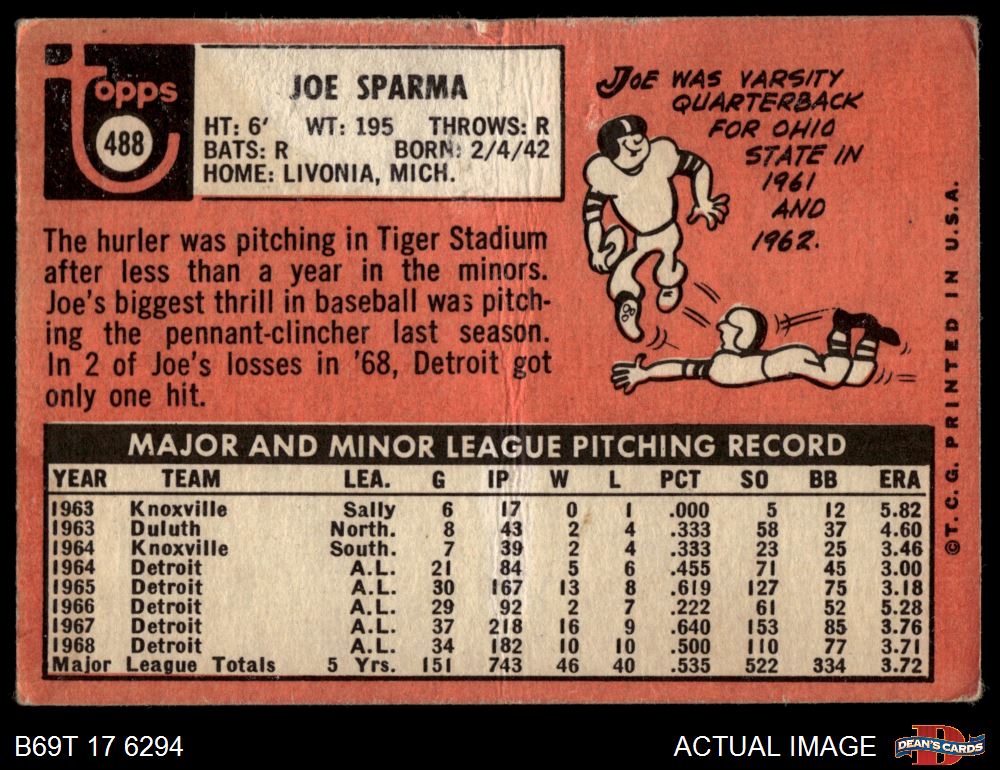 Topps
488
JOE SPARMA
HT: 6' WT: 195 THROWS: R
BATS: R BORN: 2/4/42
HOME: LIVONIA, MICH.
JOE WAS VARSITY
QUARTERBACK
FOR OHIO
STATE IN
1961
AND
1962.
The hurler was pitching in Tiger Stadium
after less than a year in the minors.
Joe's biggest thrill in baseball was pitch-
ing the pennant-clincher last season.
In 2 of Joe's losses in '68, Detroit got
only one hit.
MAJOR AND MINOR LEAGUE PITCHING RECORD
YEAR TEAM LEA. G IP W L PCT SO BB ERA
1963 Knoxville Sally 6 17 0 1 .000 5 12 5.82
1963 Duluth North. 8 43 2 4 .333 58 37 4.60
1964 Knoxville South. 7 39 2 4 .333 23 25 3.46
1964 Detroit A.L. 21 84 5 6 .455 71 45 3.00
1965 Detroit A.L. 30 167 13 8 .619 127 75 3.18
1966 Detroit A.L. 29 92 2 7 .222 61 52 5.28
1967 Detroit A.L. 37 218 16 9 .640 153 85 3.76
1968 Detroit A.L. 34 182 10 10 .500 110 77 3.71
Major League Totals 5 Yrs. 151 743 46 40 .535 522 334 3.72
©T. C. G. PRINTED IN U.S.A.
B69T 17 6294
ACTUAL IMAGE
D
DEAN'S CARDS